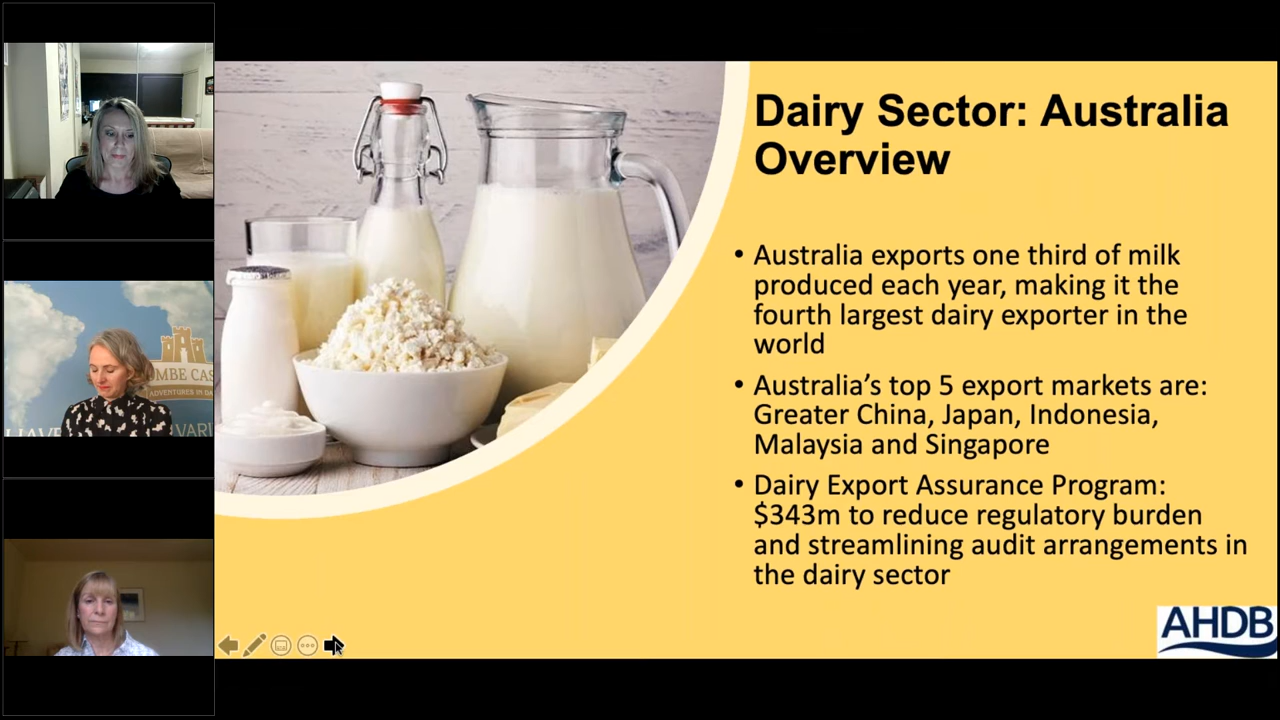 Dairy Sector: Australia
Overview
• Australia exports one third of milk
produced each year, making it the
fourth largest dairy exporter in the
world
• Australia’s top 5 export markets are:
Greater China, Japan, Indonesia,
Malaysia and Singapore
• Dairy Export Assurance Program:
$343m to reduce regulatory burden
and streamlining audit arrangements in
the dairy sector
AHDB
ADVENTURES IN